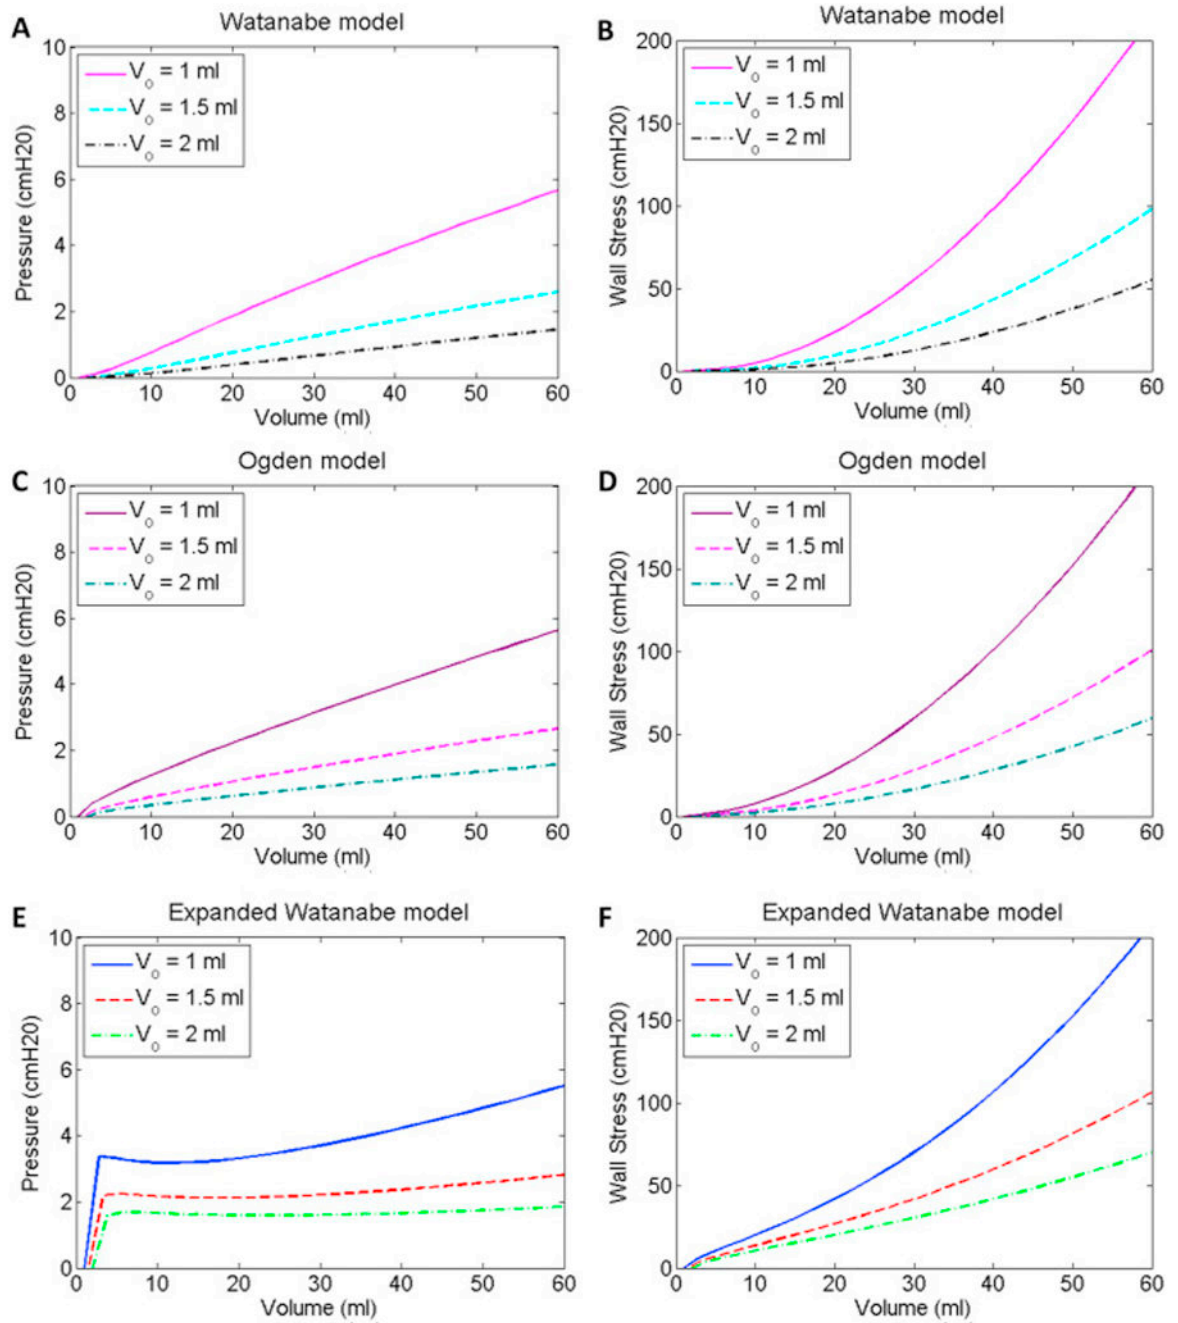 A
Watanabe model
10
8
6
4
2
0
Pressure (cmH20)
V₀ = 1 ml
V₀ = 1.5 ml
V₀ = 2 ml
0 10 20 30 40 50 60
Volume (ml)
B
Watanabe model
200
150
100
50
0
Wall Stress (cmH20)
V₀ = 1 ml
V₀ = 1.5 ml
V₀ = 2 ml
0 10 20 30 40 50 60
Volume (ml)
C
Ogden model
10
8
6
4
2
0
Pressure (cmH20)
V₀ = 1 ml
V₀ = 1.5 ml
V₀ = 2 ml
0 10 20 30 40 50 60
Volume (ml)
D
Ogden model
200
150
100
50
0
Wall Stress (cmH20)
V₀ = 1 ml
V₀ = 1.5 ml
V₀ = 2 ml
0 10 20 30 40 50 60
Volume (ml)
E
Expanded Watanabe model
10
8
6
4
2
0
Pressure (cmH20)
V₀ = 1 ml
V₀ = 1.5 ml
V₀ = 2 ml
0 10 20 30 40 50 60
Volume (ml)
F
Expanded Watanabe model
200
150
100
50
0
Wall Stress (cmH20)
V₀ = 1 ml
V₀ = 1.5 ml
V₀ = 2 ml
0 10 20 30 40 50 60
Volume (ml)